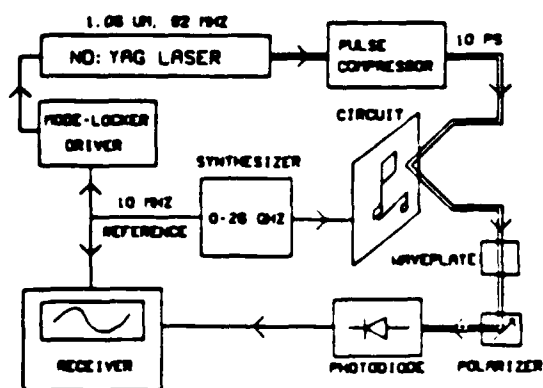 1.06 UM, 82 MHZ
ND: YAG LASER
PULSE
COMPRESSOR
10 PS
MODE-LOCKER
DRIVER
CIRCUIT
SYNTHESIZER
10 MHZ
REFERENCE
0-26 GHZ
WAVEPLATE
RECEIVER
PHOTODIODE
POLARIZER